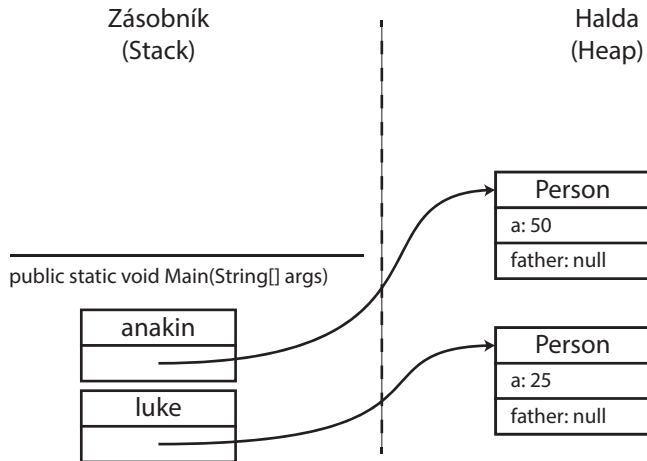 Zásobník
(Stack)
Halda
(Heap)
Person
a: 50
father: null
public static void Main(String[] args)
anakin
luke
Person
a: 25
father: null